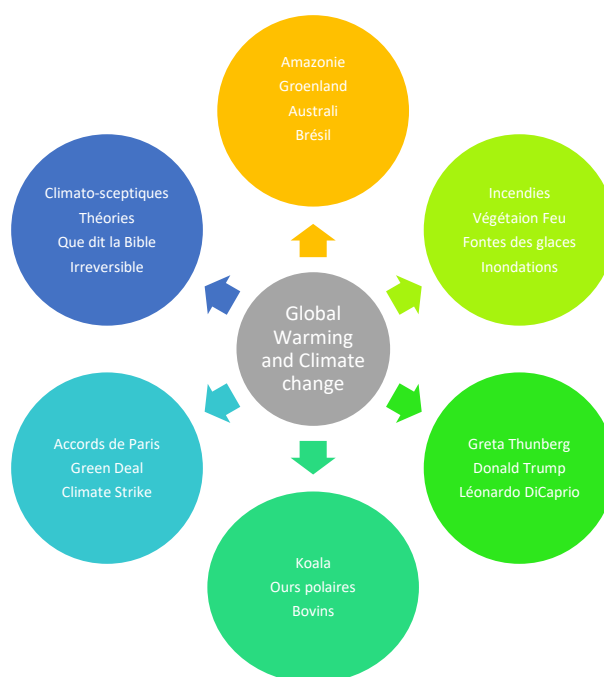 Amazonie
Groenland
Australi
Brésil
Incendies
Végétaion Feu
Fontes des glaces
Inondations
Greta Thunberg
Donald Trump
Léonardo DiCaprio
Koala
Ours polaires
Bovins
Accords de Paris
Green Deal
Climate Strike
Climato-sceptiques
Théories
Que dit la Bible
Irreversible
Global
Warming
and Climate
change